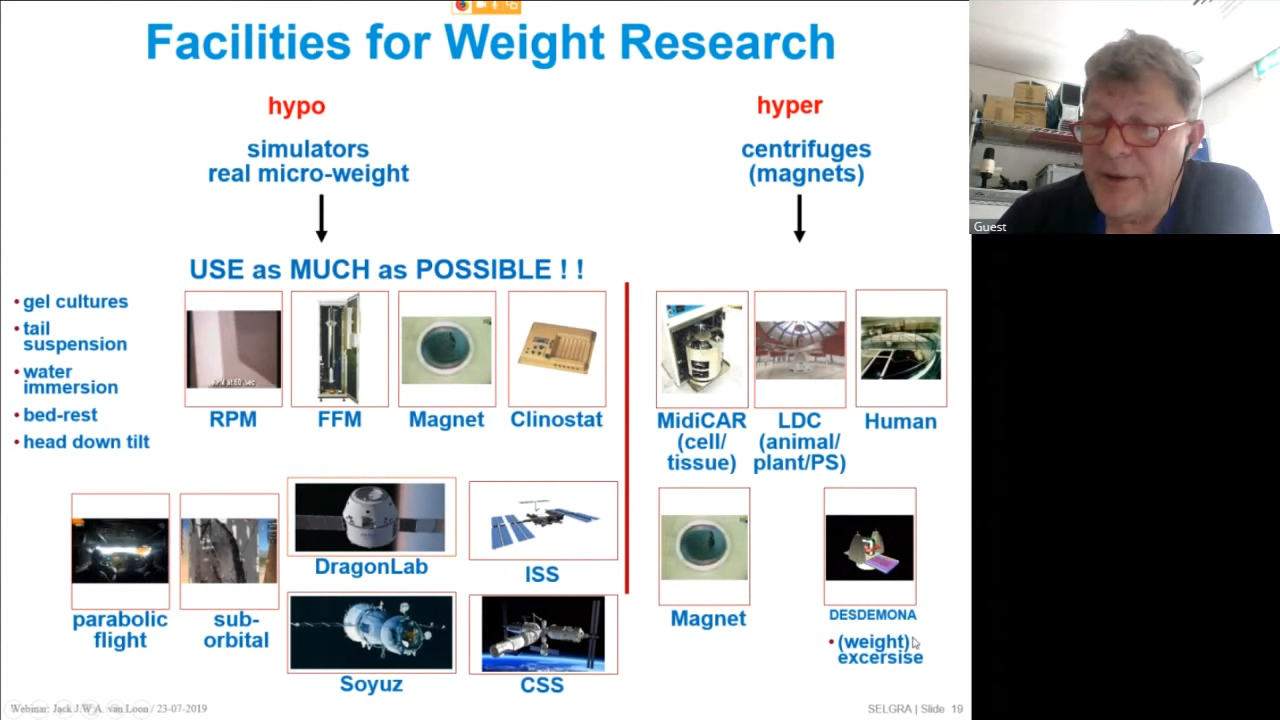 Facilities for Weight Research
hypo
hyper
simulators
real micro-weight
centrifuges
(magnets)
USE as MUCH as POSSIBLE ! !
• gel cultures
• tail
suspension
• water
immersion
• bed-rest
• head down tilt
RPM
FFM
Magnet
Clinostat
MidiCAR
(cell/
tissue)
LDC
(animal/
plant/PS)
Human
parabolic
flight
sub-
orbital
DragonLab
ISS
Soyuz
CSS
Magnet
DESDEMONA
• (weight)
excersise
Webinar: Jack J.W.A. van Loon / 23-07-2019
SELGRA | Slide 19
Guest